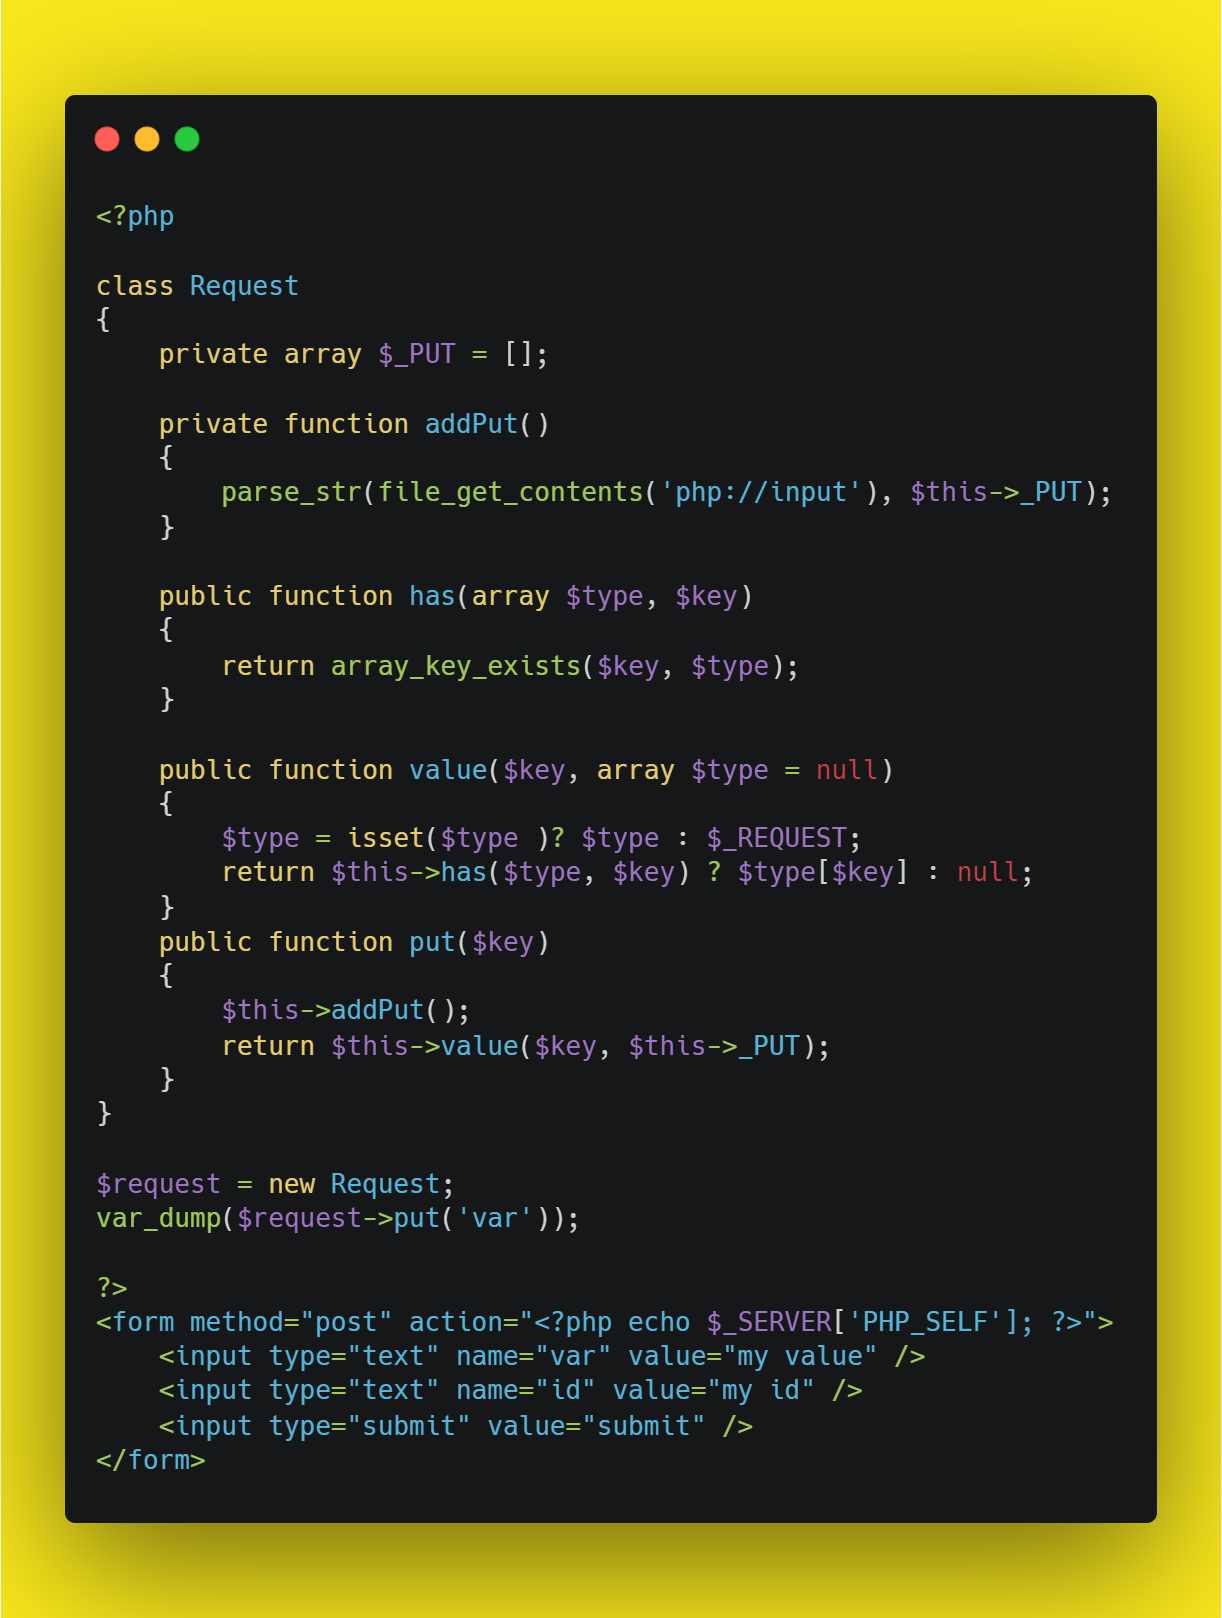 <?php

class Request
{
    private array $_PUT = [];

    private function addPut()
    {
        parse_str(file_get_contents('php://input'), $this->_PUT);
    }

    public function has(array $type, $key)
    {
        return array_key_exists($key, $type);
    }

    public function value($key, array $type = null)
    {
        $type = isset($type )? $type : $_REQUEST;
        return $this->has($type, $key) ? $type[$key] : null;
    }
    public function put($key)
    {
        $this->addPut();
        return $this->value($key, $this->_PUT);
    }
}

$request = new Request;
var_dump($request->put('var'));

?>
<form method="post" action="<?php echo $_SERVER['PHP_SELF']; ?>">
    <input type="text" name="var" value="my value" />
    <input type="text" name="id" value="my id" />
    <input type="submit" value="submit" />
</form>